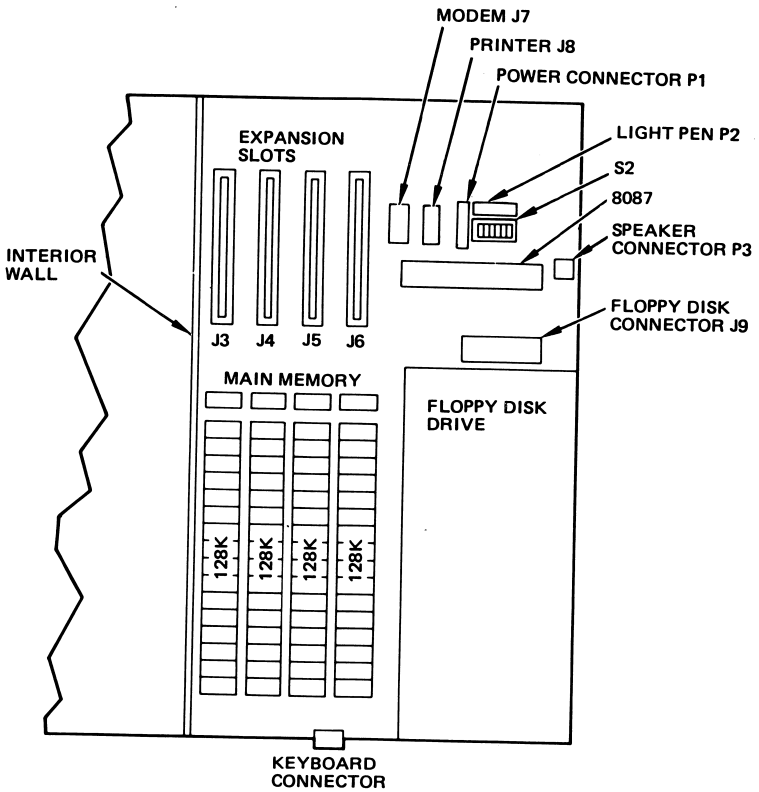 MODEM J7
PRINTER J8
POWER CONNECTOR P1
LIGHT PEN P2
S2
8087
SPEAKER
CONNECTOR P3
EXPANSION
SLOTS
INTERIOR
WALL
FLOPPY DISK
CONNECTOR J9
J3 J4 J5 J6
MAIN MEMORY
FLOPPY DISK
DRIVE
128K 128K 128K 128K
KEYBOARD
CONNECTOR